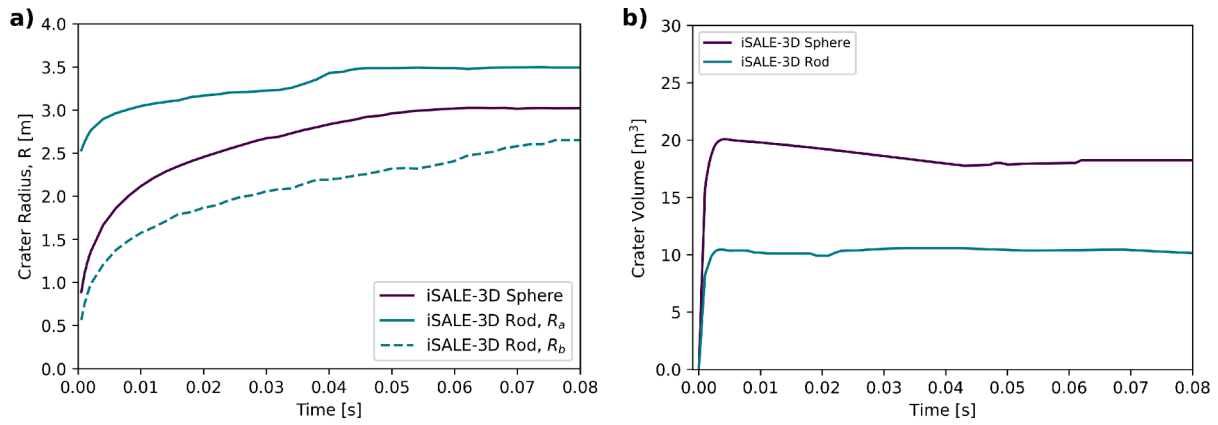 a)
4.0
3.5
3.0
2.5
2.0
1.5
1.0
0.5
0.0
Crater Radius, R [m]
iSALE-3D Sphere
iSALE-3D Rod, Rₐ
iSALE-3D Rod, R_b
0.00 0.01 0.02 0.03 0.04 0.05 0.06 0.07 0.08
Time [s]
b)
30
25
20
15
10
5
0.0
Crater Volume [m³]
iSALE-3D Sphere
iSALE-3D Rod
0.00 0.01 0.02 0.03 0.04 0.05 0.06 0.07 0.08
Time [s]